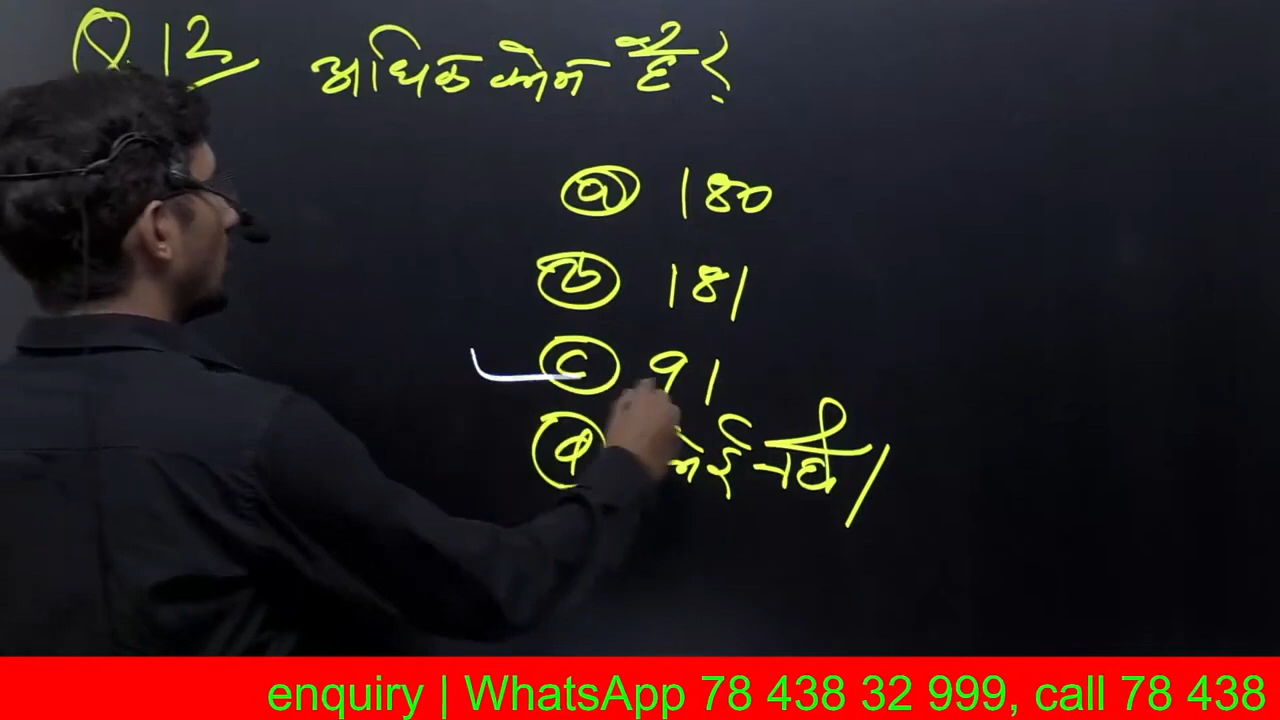 Q. 12 अधिक कोन है?
(a) 180
(b) 181
(c) 91
(d) कोई नही।
enquiry | WhatsApp 78 438 32 999, call 78 438